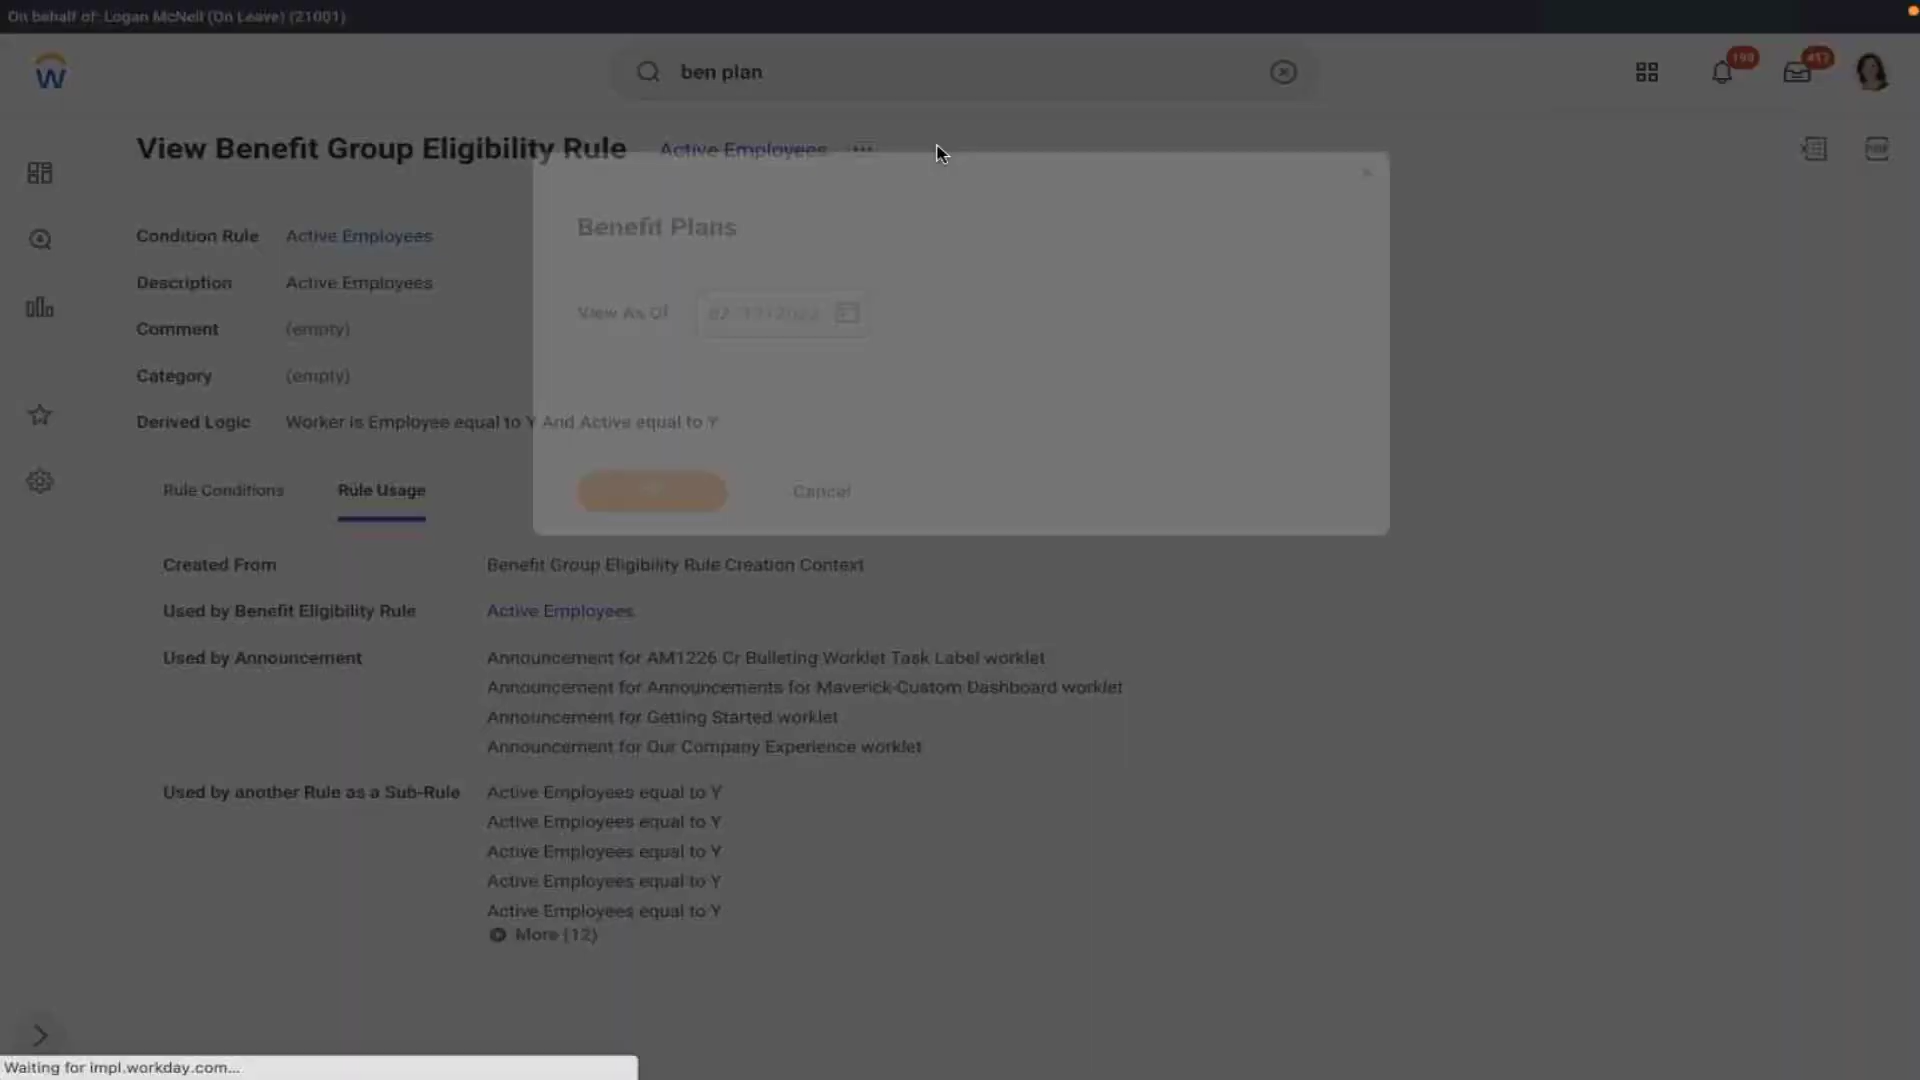 On behalf of: Logan McNeil (On Leave) (21001)
W
ben plan
199
417
View Benefit Group Eligibility Rule
Active Employees
Benefit Plans
Condition Rule
Active Employees
Description
Active Employees
View As Of
Comment
(empty)
Category
(empty)
Derived Logic
Worker is Employee equal to Y And Active equal to Y
Cancel
Rule Conditions
Rule Usage
Created From
Benefit Group Eligibility Rule Creation Context
Used by Benefit Eligibility Rule
Active Employees
Used by Announcement
Announcement for AM1226 Cr Bulleting Worklet Task Label worklet
Announcement for Announcements for Maverick-Custom Dashboard worklet
Announcement for Getting Started worklet
Announcement for Our Company Experience worklet
Used by another Rule as a Sub-Rule
Active Employees equal to Y
Active Employees equal to Y
Active Employees equal to Y
Active Employees equal to Y
Active Employees equal to Y
More (12)
Waiting for impl.workday.com...